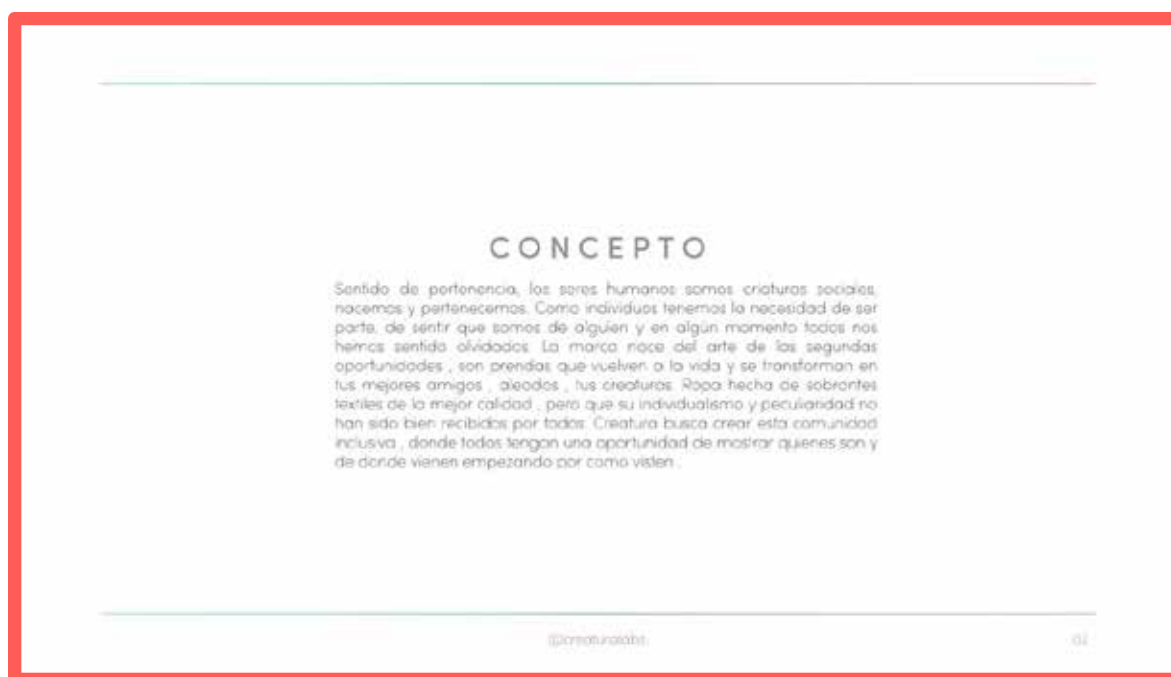 CONCEPTO
Sentido de pertenencia, los seres humanos somos criaturas sociales,
nacemos y pertenecemos. Como individuos tenemos la necesidad de ser
parte, de sentir que somos de alguien y en algún momento todos nos
hemos sentido olvidados. La marca nace del arte de las segundas
oportunidades , son prendas que vuelven a la vida y se transforman en
tus mejores amigos , aleados , tus creaturas. Ropa hecha de sobrantes
textiles de la mejor calidad , pero que su individualismo y peculiaridad no
han sido bien recibidos por todos. Creatura busca crear esta comunidad
inclusiva , donde todos tengan una oportunidad de mostrar quienes son y
de donde vienen empezando por como visten .